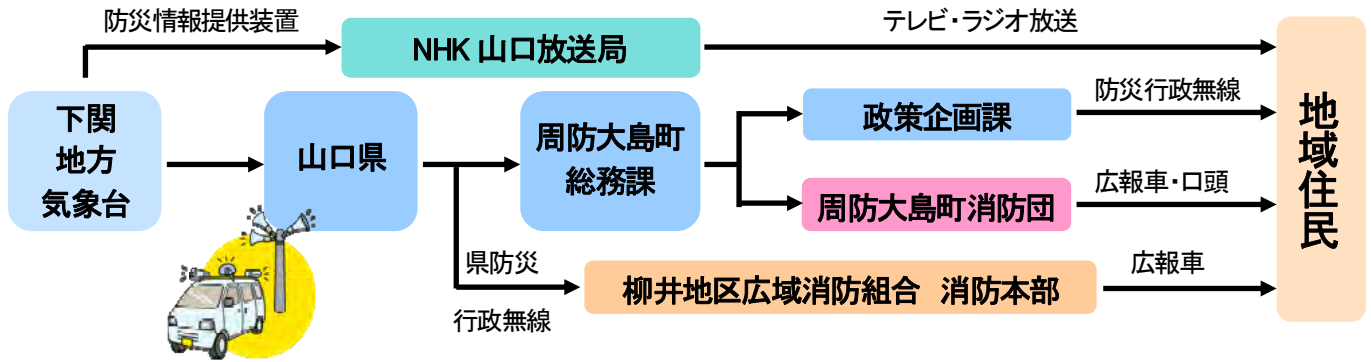 防災情報提供装置
NHK 山口放送局
テレビ・ラジオ放送
下関
地方
気象台
山口県
周防大島町
総務課
政策企画課
防災行政無線
周防大島町消防団
広報車・口頭
県防災
行政無線
柳井地区広域消防組合　消防本部
広報車
地域住民